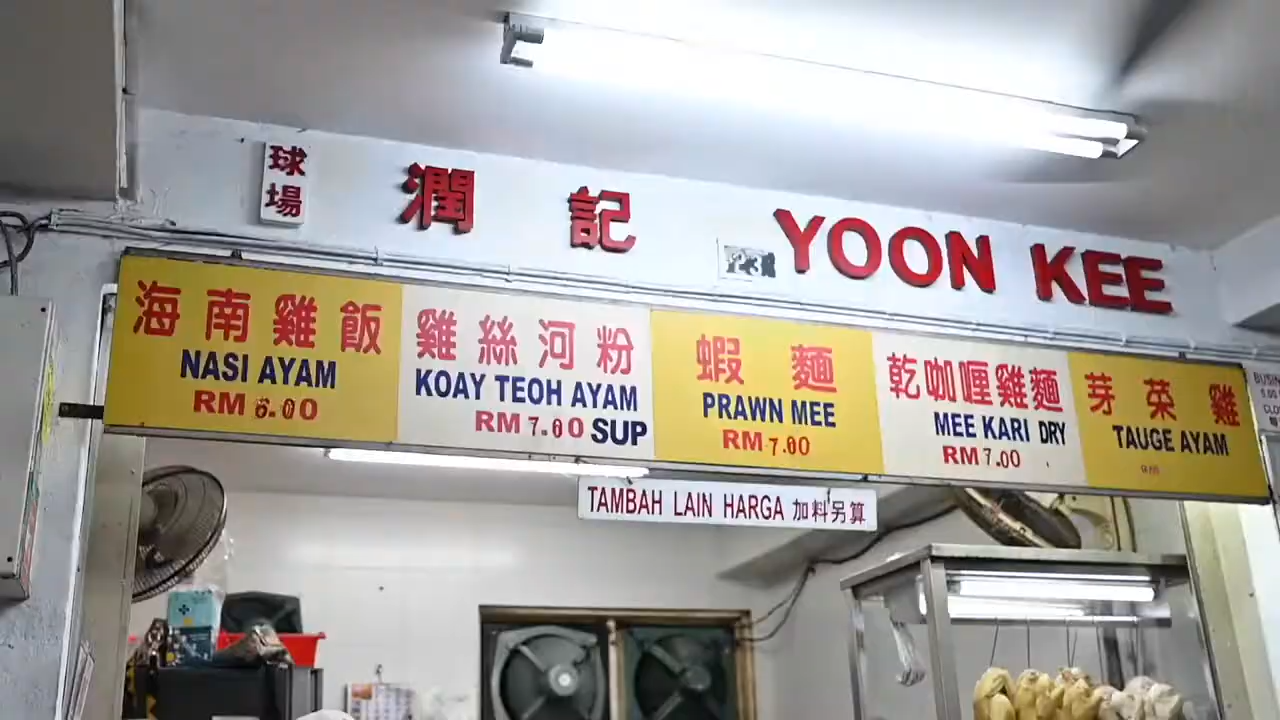 球場
潤記
23
YOON KEE
海南雞飯
NASI AYAM
RM 6.00
雞絲河粉
KOAY TEOH AYAM
RM 7.00 SUP
蝦麵
PRAWN MEE
RM 7.00
乾咖喱雞麵
MEE KARI DRY
RM 7.00
芽菜雞
TAUGE AYAM
TAMBAH LAIN HARGA 加料另算